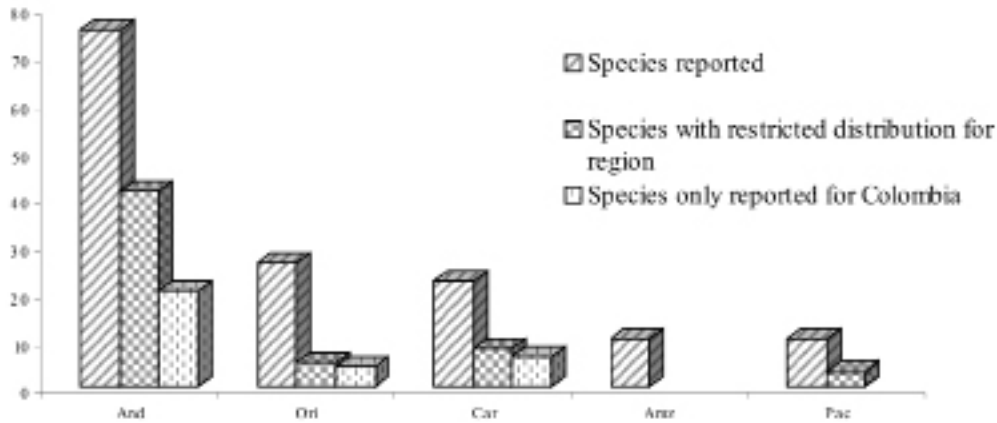 80
70
60
50
40
30
20
10
0
Species reported
Species with restricted distribution for
region
Species only reported for Colombia
And Ori Car Amz Pac